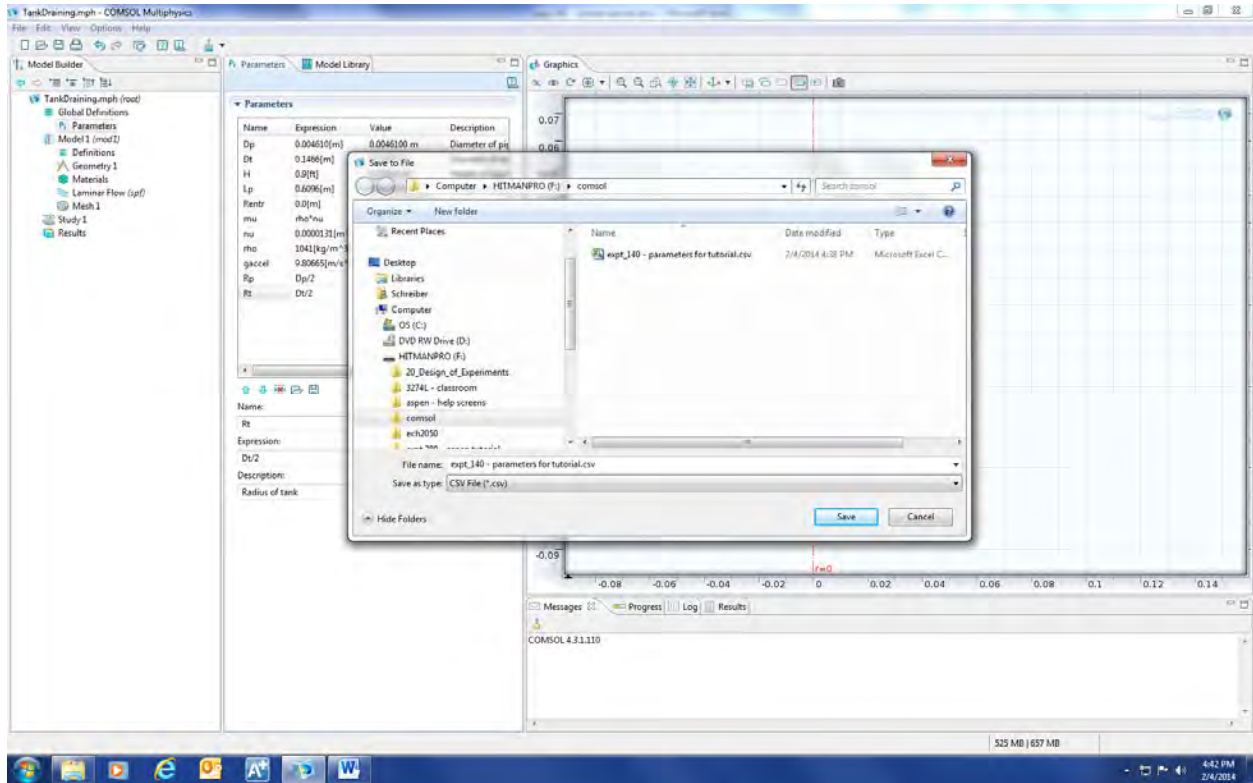 TankDraining.mph - COMSOL Multiphysics
File Edit View Options Help
Model Builder
TankDraining.mph (root)
Global Definitions
Parameters
Model 1 (mod1)
Definitions
Geometry 1
Materials
Laminar Flow (spf)
Mesh 1
Study 1
Results
Parameters Model Library
Parameters
Name Expression Value Description
Dp 0.004610[m] 0.0046100 m Diameter of pip
Dt 0.1466[m]
H 0.9[ft]
Lp 0.6096[m]
Rentr 0.0[m]
mu rho*nu
nu 0.0000131[m
rho 1041[kg/m^3
gaccel 9.80665[m/s^
Rp Dp/2
Rt Dt/2
Name:
Rt
Expression:
Dt/2
Description:
Radius of tank
Graphics
0.07
0.06
-0.09
r=0
-0.08 -0.06 -0.04 -0.02 0 0.02 0.04 0.06 0.08 0.1 0.12 0.14
Save to File
Computer HITMANPRO (F:) comsol
Search comsol
Organize New folder
Recent Places
Desktop
Libraries
Schreiber
Computer
OS (C:)
DVD RW Drive (D:)
HITMANPRO (F:)
20_Design_of_Experiments
3274L - classroom
aspen - help screens
comsol
ech2050
Name Date modified Type
expt_140 - parameters for tutorial.csv 2/4/2014 4:38 PM Microsoft Excel C...
File name: expt_140 - parameters for tutorial.csv
Save as type: CSV File (*.csv)
Hide Folders
Save Cancel
Messages Progress Log Results
COMSOL 4.3.1.110
525 MB | 657 MB
4:42 PM
2/4/2014